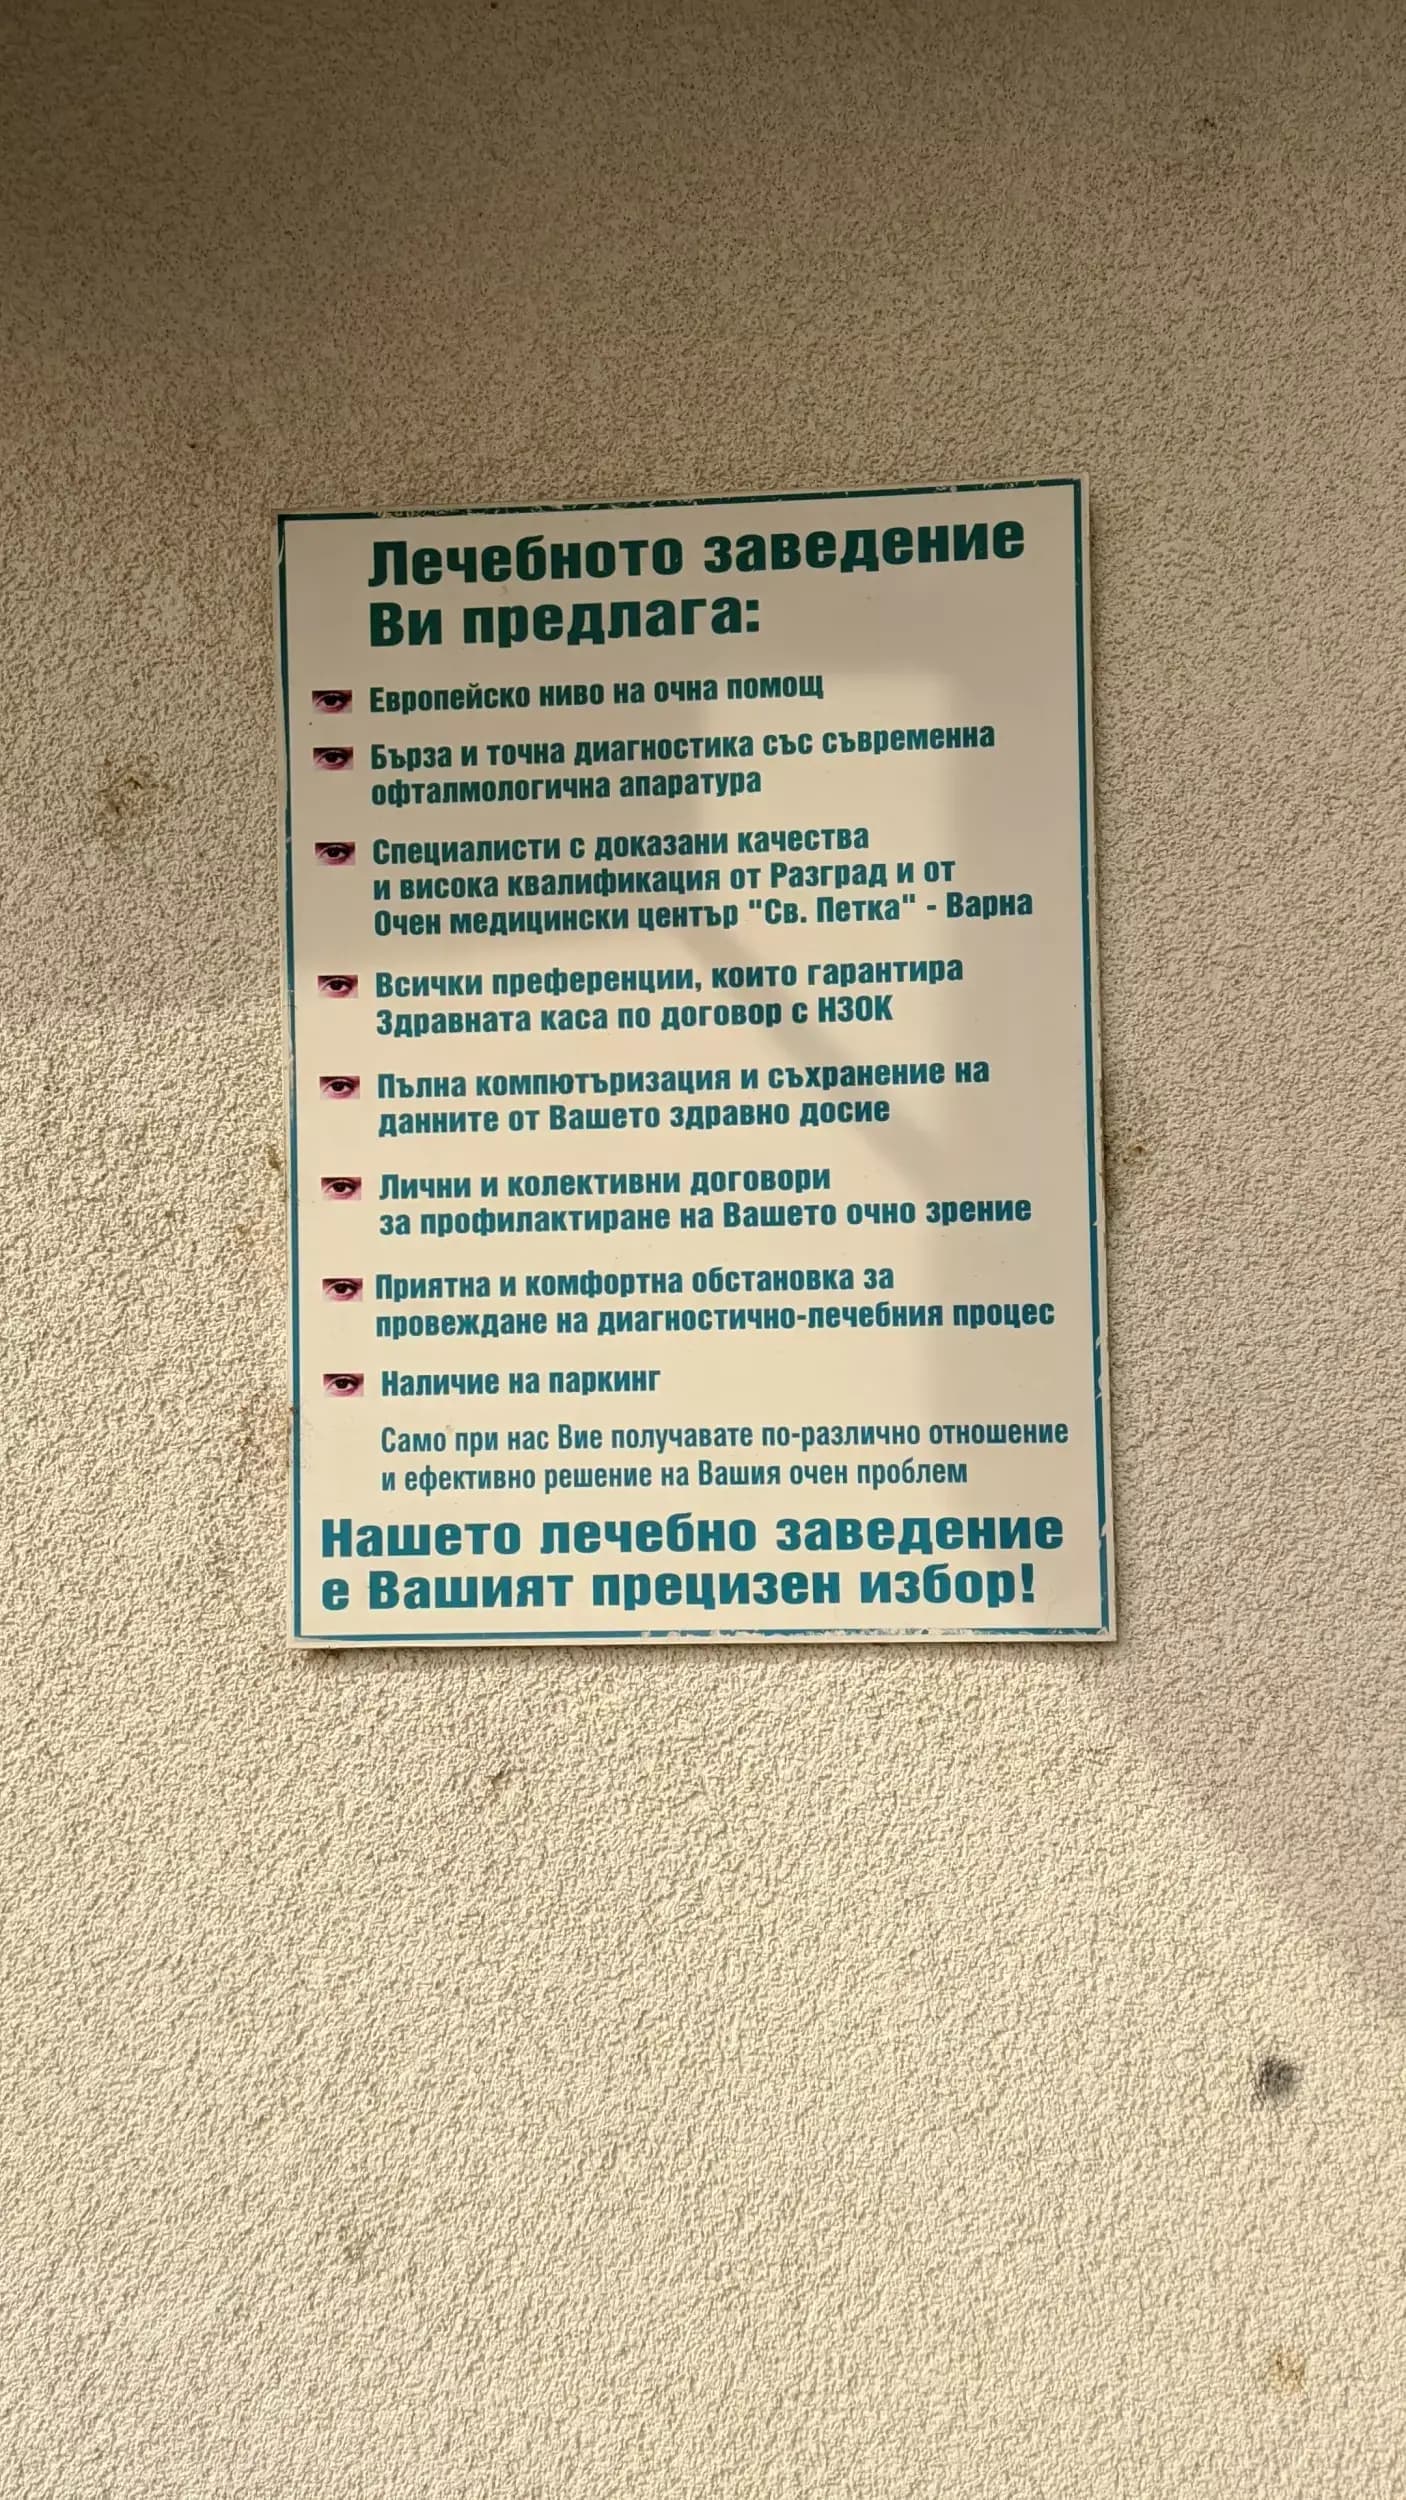 Лечебното заведение
Ви предлага:
Европейско ниво на очна помощ
Бърза и точна диагностика със съвременна
офталмологична апаратура
Специалисти с доказани качества
и висока квалификация от Разград и от
Очен медицински център "Св. Петка" - Варна
Всички преференции, които гарантира
Здравната каса по договор с НЗОК
Пълна компютъризация и съхранение на
данните от Вашето здравно досие
Лични и колективни договори
за профилактиране на Вашето очно зрение
Приятна и комфортна обстановка за
провеждане на диагностично-лечебния процес
Наличие на паркинг
Само при нас Вие получавате по-различно отношение
и ефективно решение на Вашия очен проблем
Нашето лечебно заведение
е Вашият прецизен избор!